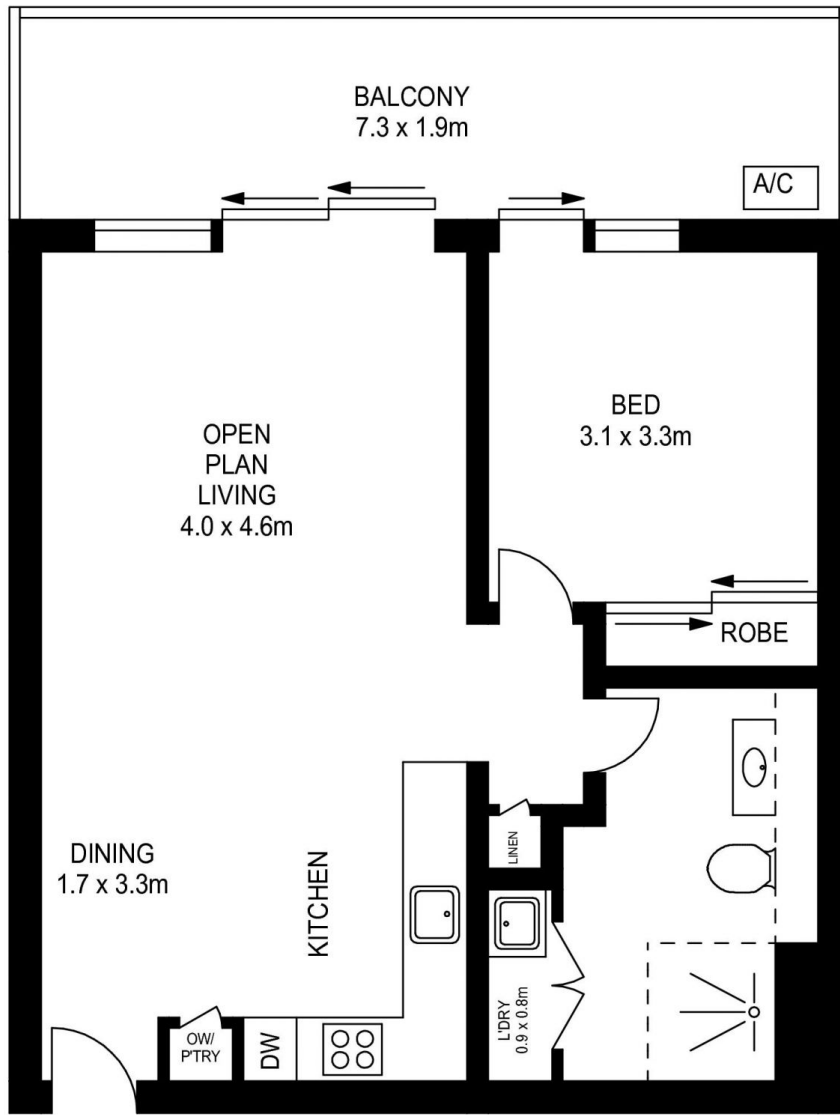 BALCONY
7.3 x 1.9m
A/C
OPEN
PLAN
LIVING
4.0 x 4.6m
BED
3.1 x 3.3m
ROBE
DINING
1.7 x 3.3m
KITCHEN
LINEN
OW/
P'TRY
DW
L'DRY
0.9 x 0.8m